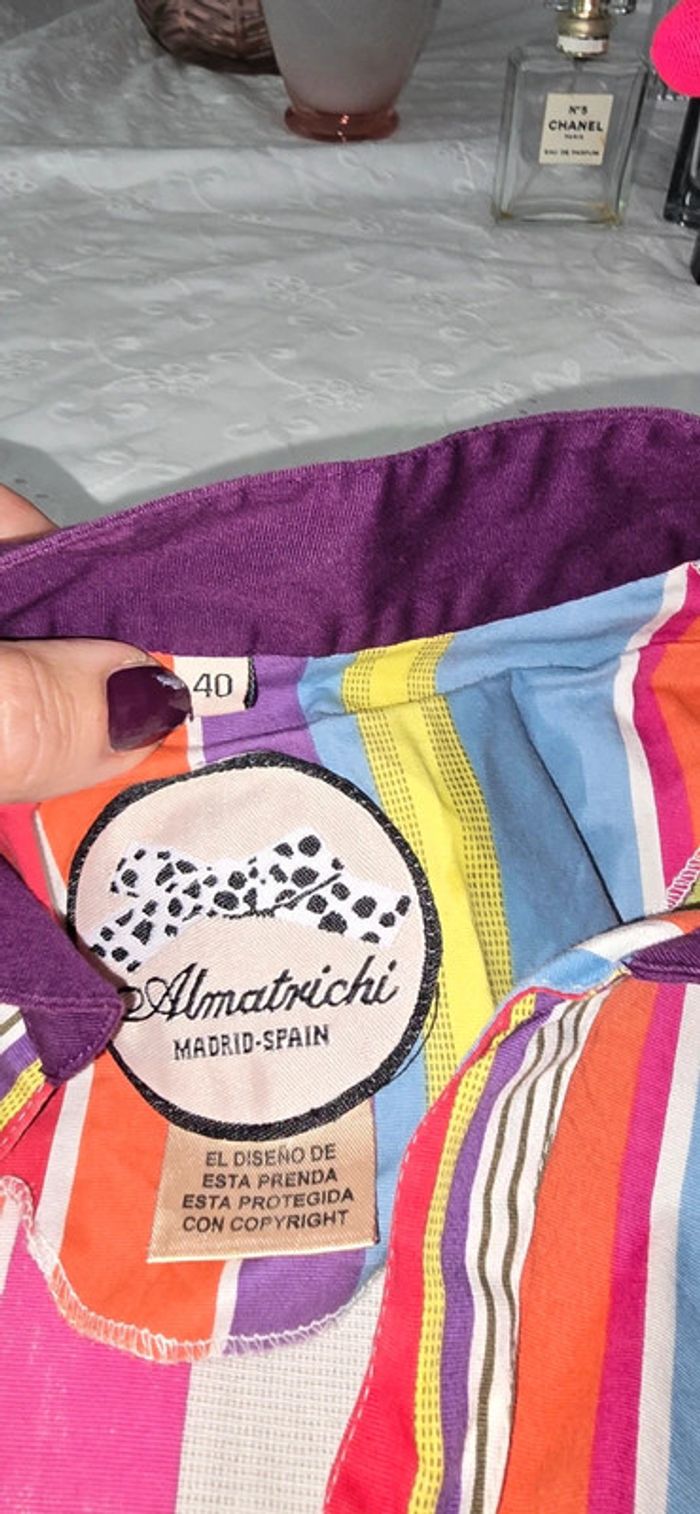 N°5
CHANEL
PARIS
EAU DE PARFUM
40
Almatrichi
MADRID-SPAIN
EL DISEÑO DE
ESTA PRENDA
ESTA PROTEGIDA
CON COPYRIGHT